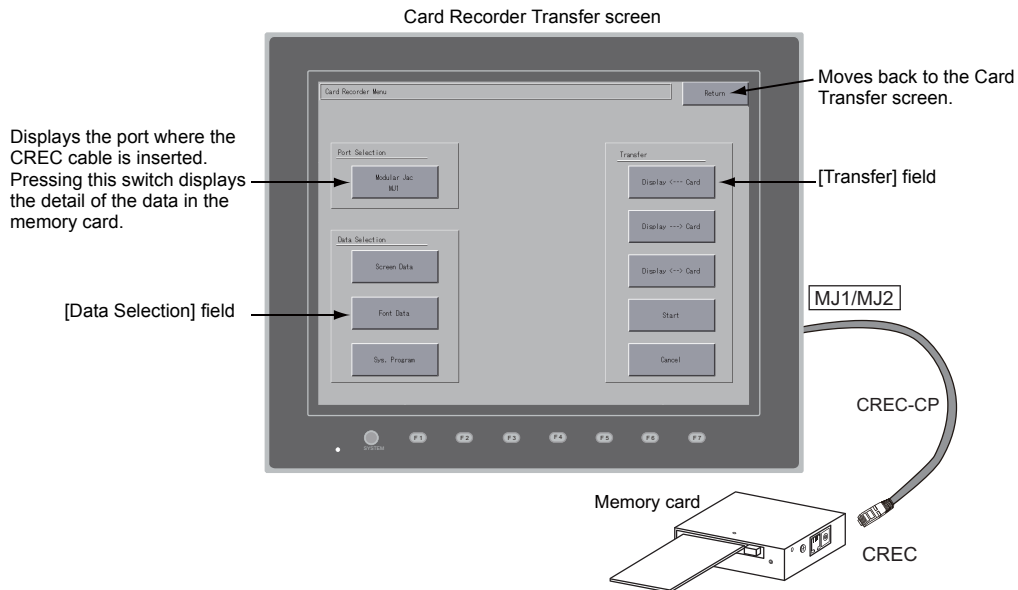 Card Recorder Transfer screen
Card Recorder Menu
Return
Moves back to the Card
Transfer screen.
Displays the port where the
CREC cable is inserted.
Pressing this switch displays
the detail of the data in the
memory card.
Port Selection
Modular Jac
MJ1
Transfer
Display <--- Card
[Transfer] field
Display ---> Card
Data Selection
Screen Data
Display <--> Card
[Data Selection] field
Font Data
Start
MJ1/MJ2
Sys. Program
Cancel
CREC-CP
SYSTEM
F1
F2
F3
F4
F5
F6
F7
Memory card
CREC